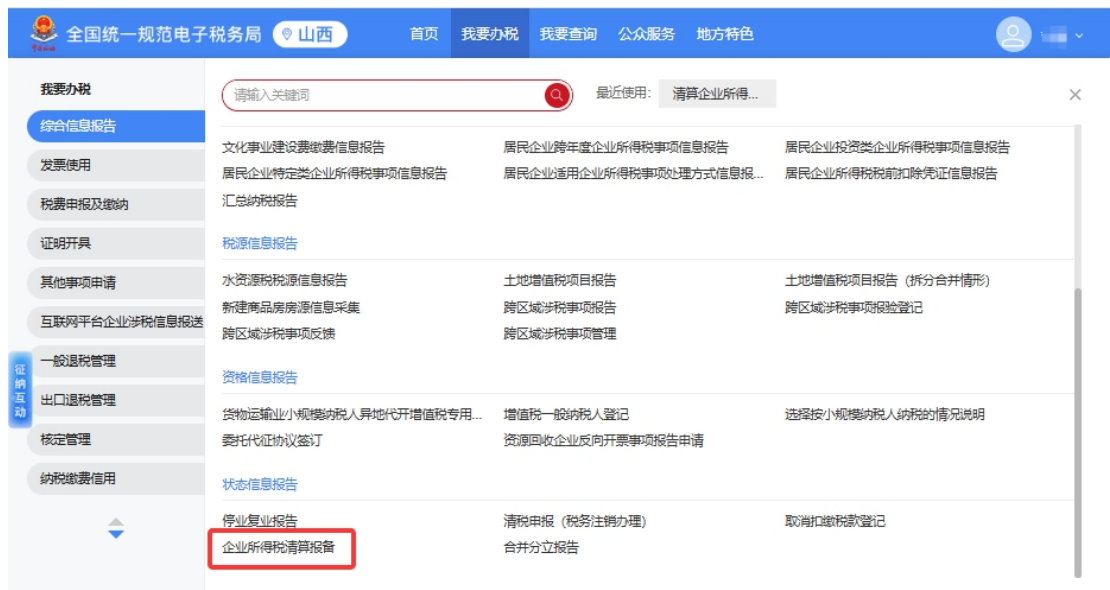 全国统一规范电子税务局 山西 首页 我要办税 我要查询 公众服务 地方特色
我要办税
请输入关键词 最近使用: 清算企业所得...
综合信息报告
发票使用
税费申报及缴纳
证明开具
其他事项申请
互联网平台企业涉税信息报送
一般退税管理
出口退税管理
核定管理
纳税缴费信用
征纳互动
文化事业建设费缴费信息报告 居民企业跨年度企业所得税事项信息报告 居民企业投资类企业所得税事项信息报告
居民企业特定类企业所得税事项信息报告 居民企业适用企业所得税事项处理方式信息报... 居民企业所得税税前扣除凭证信息报告
汇总纳税报告
税源信息报告
水资源税税源信息报告 土地增值税项目报告 土地增值税项目报告（拆分合并情形）
新建商品房房源信息采集 跨区域涉税事项报告 跨区域涉税事项报验登记
跨区域涉税事项反馈 跨区域涉税事项管理
资格信息报告
货物运输业小规模纳税人异地代开增值税专用... 增值税一般纳税人登记 选择按小规模纳税人纳税的情况说明
委托代征协议签订 资源回收企业反向开票事项报告申请
状态信息报告
停业复业报告 清税申报（税务注销办理） 取消扣缴税款登记
企业所得税清算报备 合并分立报告